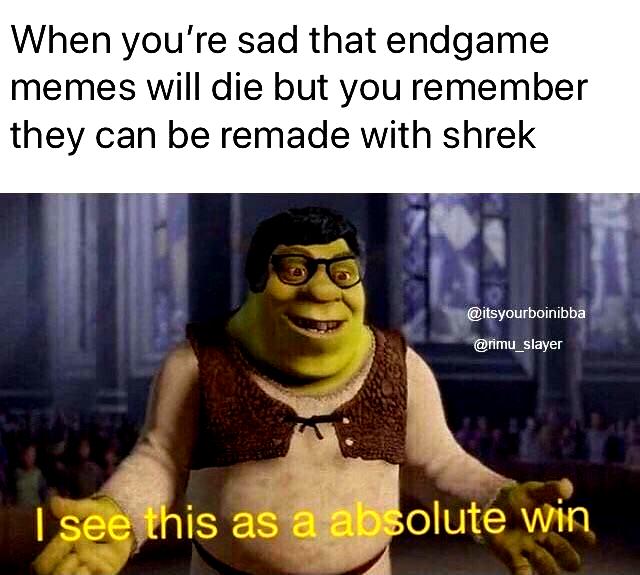 When you’re sad that endgame
memes will die but you remember
they can be remade with shrek
@itsyourboinibba
@rimu_slayer
I see this as a absolute win